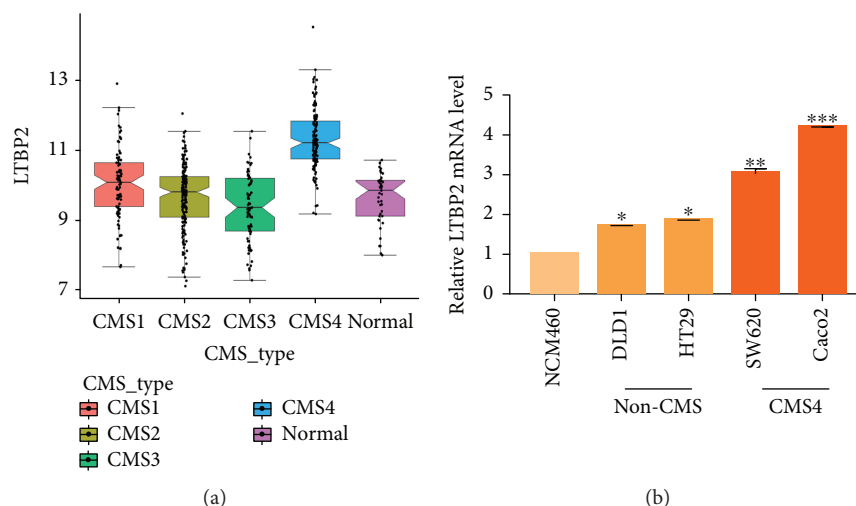 LTBP2
13
11
9
7
CMS1 CMS2 CMS3 CMS4 Normal
CMS_type
CMS_type
CMS1
CMS2
CMS3
CMS4
Normal
(a)
Relative LTBP2 mRNA level
5
4
3
2
1
0
*
*
**
***
NCM460
DLD1
HT29
SW620
Caco2
Non-CMS
CMS4
(b)